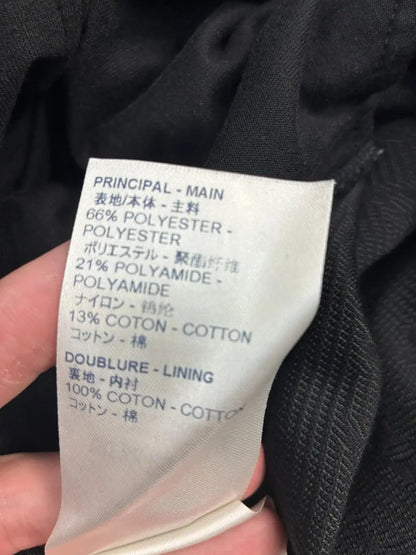 PRINCIPAL - MAIN
表地/本体 - 主料
66% POLYESTER -
POLYESTER
ポリエステル - 聚酯纤维
21% POLYAMIDE -
POLYAMIDE
ナイロン - 锦纶
13% COTON - COTTON
コットン - 棉
DOUBLURE - LINING
裏地 - 内衬
100% COTON - COTTON
コットン - 棉